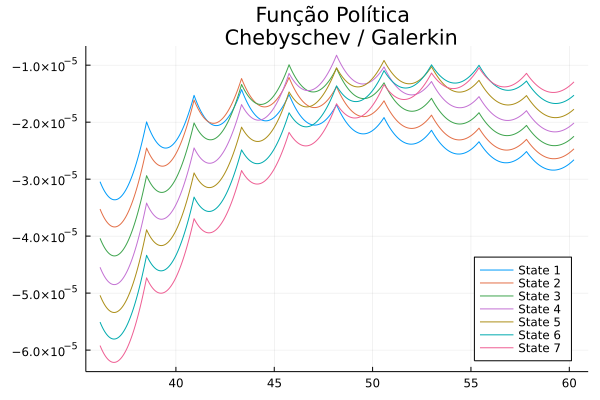 Função Política
Chebyschev / Galerkin
−1.0×10⁻⁵
−2.0×10⁻⁵
−3.0×10⁻⁵
−4.0×10⁻⁵
−5.0×10⁻⁵
−6.0×10⁻⁵
State 1
State 2
State 3
State 4
State 5
State 6
State 7
40 45 50 55 60